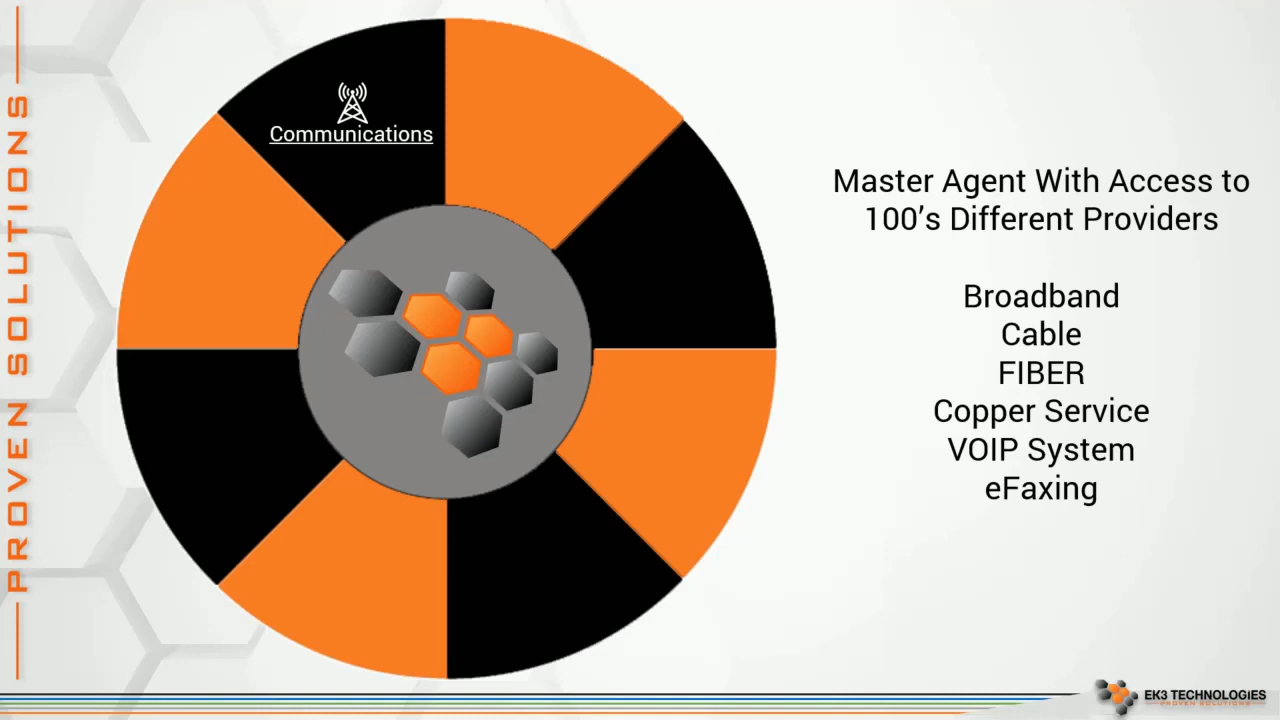 PROVEN SOLUTIONS
Communications
Master Agent With Access to
100’s Different Providers
Broadband
Cable
FIBER
Copper Service
VOIP System
eFaxing
EK3 TECHNOLOGIES
PROVEN SOLUTIONS